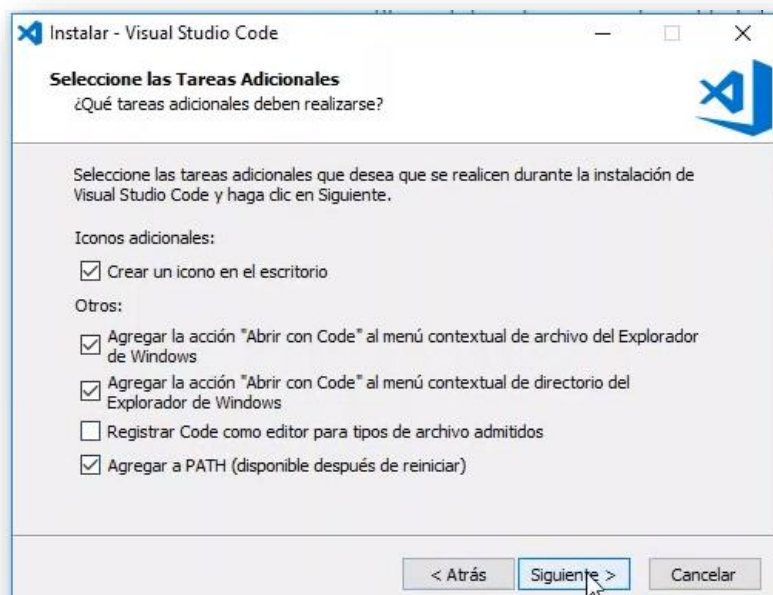 Instalar - Visual Studio Code
Seleccione las Tareas Adicionales
¿Qué tareas adicionales deben realizarse?
Seleccione las tareas adicionales que desea que se realicen durante la instalación de
Visual Studio Code y haga clic en Siguiente.
Iconos adicionales:
Crear un icono en el escritorio
Otros:
Agregar la acción "Abrir con Code" al menú contextual de archivo del Explorador
de Windows
Agregar la acción "Abrir con Code" al menú contextual de directorio del
Explorador de Windows
Registrar Code como editor para tipos de archivo admitidos
Agregar a PATH (disponible después de reiniciar)
< Atrás
Siguiente >
Cancelar